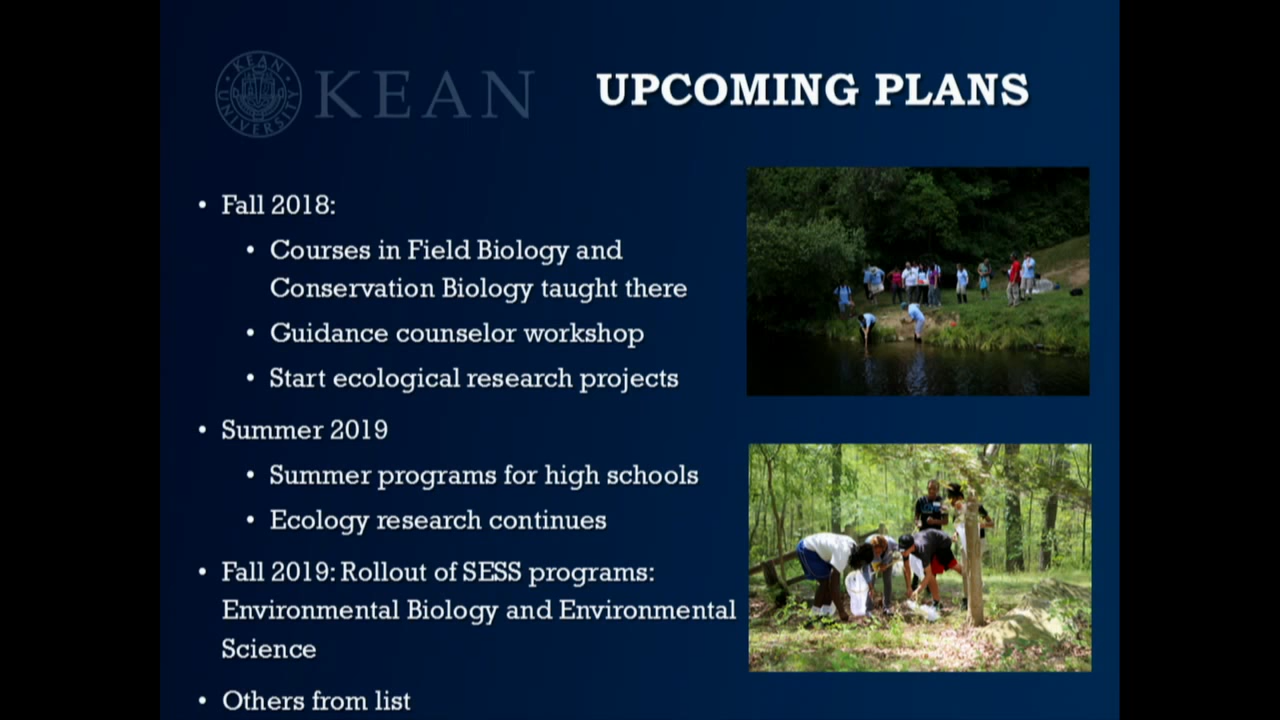 KEAN UNIVERSITY
KEAN
UPCOMING PLANS
• Fall 2018:
• Courses in Field Biology and
Conservation Biology taught there
• Guidance counselor workshop
• Start ecological research projects
• Summer 2019
• Summer programs for high schools
• Ecology research continues
• Fall 2019: Rollout of SESS programs:
Environmental Biology and Environmental
Science
• Others from list